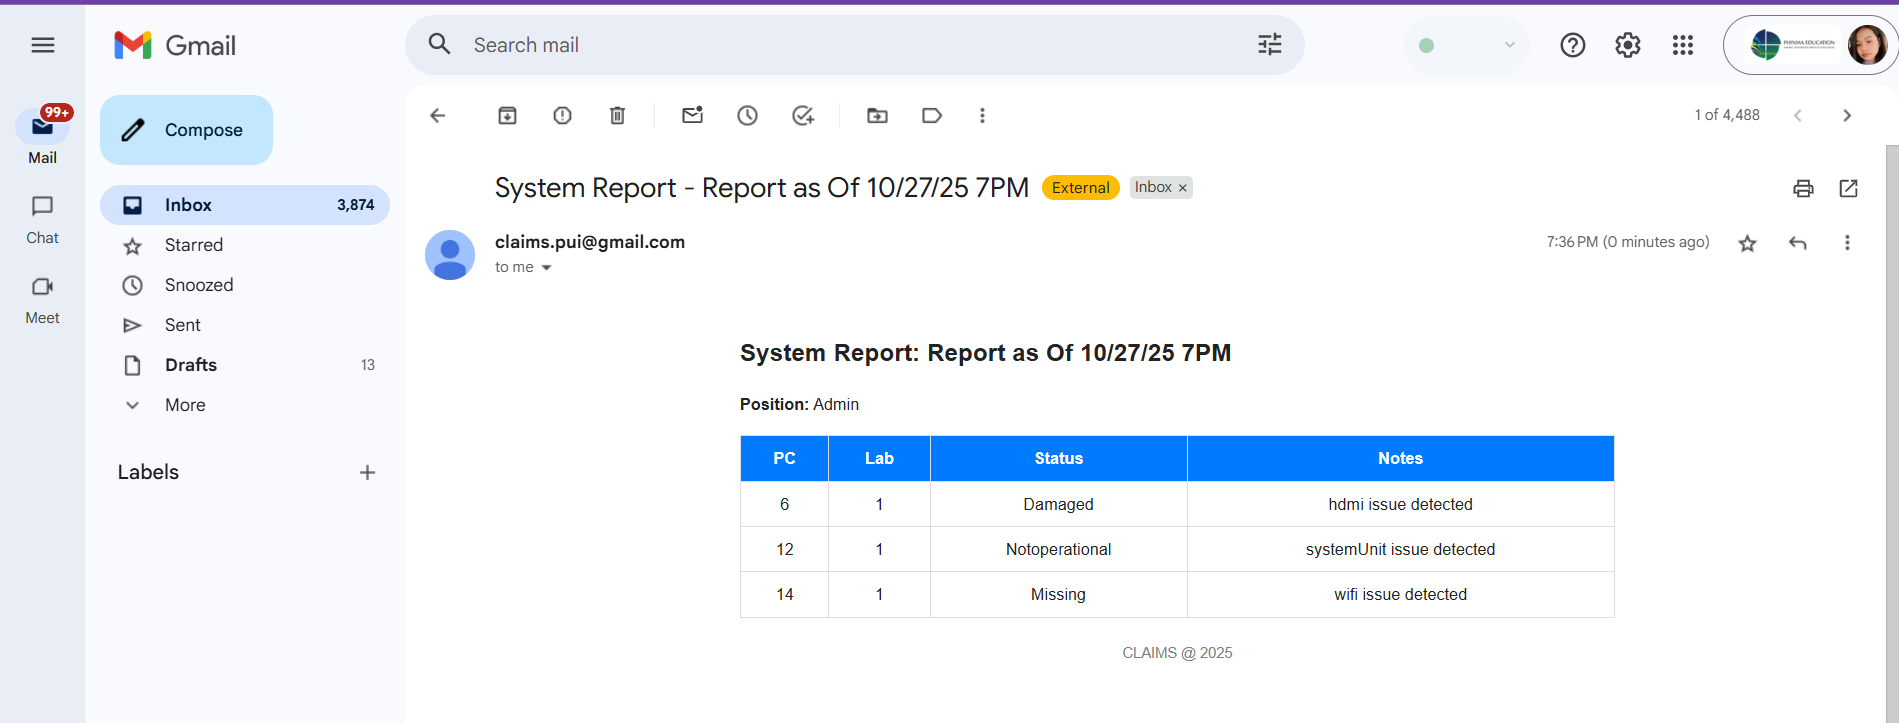 Gmail
Search mail
PHINMA EDUCATION
99+
Mail
Chat
Meet
Compose
Inbox 3,874
Starred
Snoozed
Sent
Drafts 13
More
Labels
1 of 4,488
System Report - Report as Of 10/27/25 7PM External Inbox ×
claims.pui@gmail.com
7:36 PM (0 minutes ago)
to me
System Report: Report as Of 10/27/25 7PM
Position: Admin
PC Lab Status Notes
6 1 Damaged hdmi issue detected
12 1 Notoperational systemUnit issue detected
14 1 Missing wifi issue detected
CLAIMS @ 2025